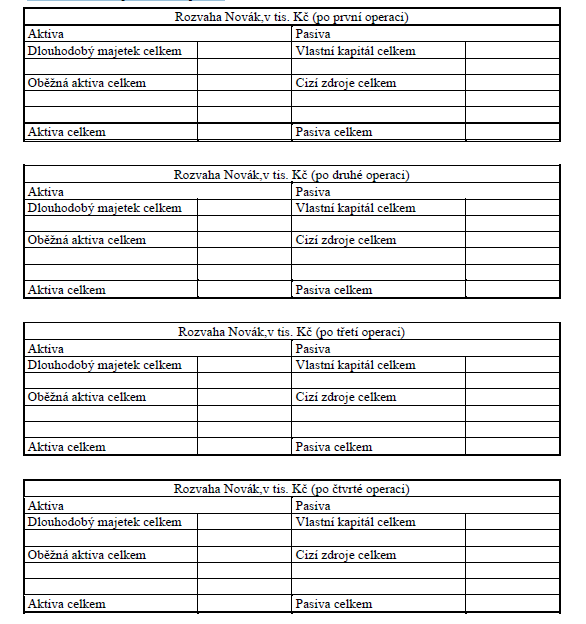 Rozvaha Novák,v tis. Kč (po první operaci)
Aktiva Pasiva
Dlouhodobý majetek celkem Vlastní kapitál celkem
Oběžná aktiva celkem Cizí zdroje celkem
Aktiva celkem Pasiva celkem
Rozvaha Novák,v tis. Kč (po druhé operaci)
Aktiva Pasiva
Dlouhodobý majetek celkem Vlastní kapitál celkem
Oběžná aktiva celkem Cizí zdroje celkem
Aktiva celkem Pasiva celkem
Rozvaha Novák,v tis. Kč (po třetí operaci)
Aktiva Pasiva
Dlouhodobý majetek celkem Vlastní kapitál celkem
Oběžná aktiva celkem Cizí zdroje celkem
Aktiva celkem Pasiva celkem
Rozvaha Novák,v tis. Kč (po čtvrté operaci)
Aktiva Pasiva
Dlouhodobý majetek celkem Vlastní kapitál celkem
Oběžná aktiva celkem Cizí zdroje celkem
Aktiva celkem Pasiva celkem